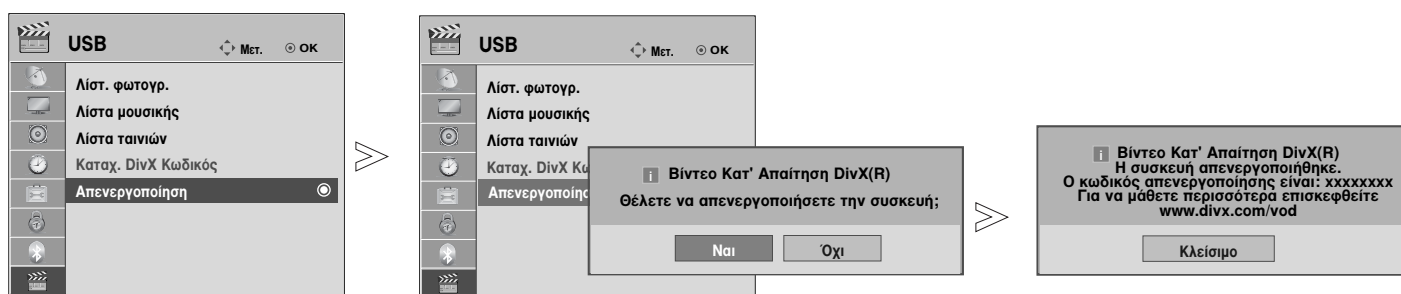 USB Μετ. OK
Λίστ. φωτογρ.
Λίστα μουσικής
Λίστα ταινιών
Καταχ. DivX Κωδικός
Απενεργοποίηση
USB Μετ. OK
Λίστ. φωτογρ.
Λίστα μουσικής
Λίστα ταινιών
Καταχ. DivX Κω
Απενεργοποίησ
Βίντεο Κατ' Απαίτηση DivX(R)
Θέλετε να απενεργοποιήσετε την συσκευή;
Ναι Όχι
Βίντεο Κατ' Απαίτηση DivX(R)
Η συσκευή απενεργοποιήθηκε.
Ο κωδικός απενεργοποίησης είναι: xxxxxxxx
Για να μάθετε περισσότερα επισκεφθείτε
www.divx.com/vod
Κλείσιμο